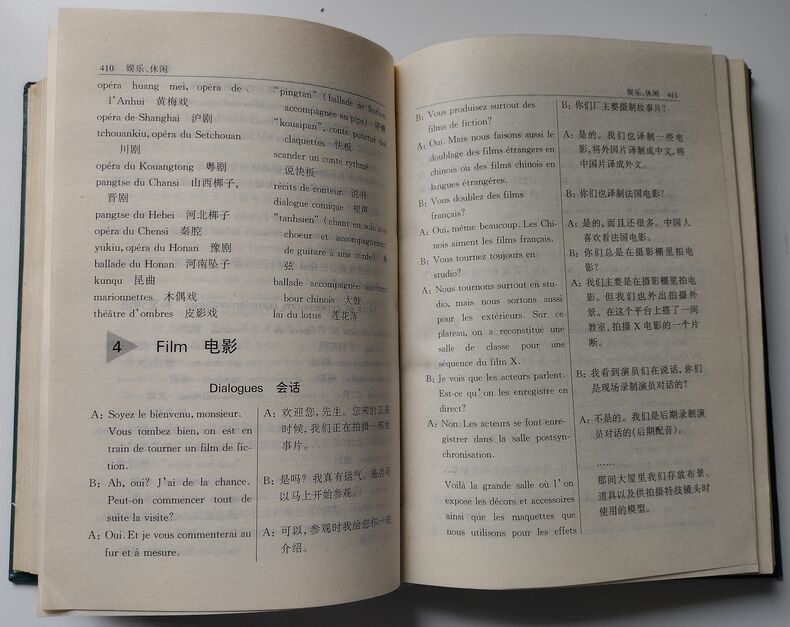 410 娱乐、休闲
opéra huang mei, opéra de
l'Anhui 黄梅戏
opéra de Shanghai 沪剧
tchouankiu, opéra du Setchouan
川剧
opéra du Kouangtong 粤剧
pangtse du Chansi 山西梆子,
晋剧
pangtse du Hebei 河北梆子
opéra du Chensi 秦腔
yukiu, opéra du Honan 豫剧
ballade du Honan 河南坠子
kunqu 昆曲
marionnettes 木偶戏
théâtre d'ombres 皮影戏
"pingtan" (ballade de Souzhou
accompagnée au pipa) 评弹
"kouaipan", conte ponctué des
claquettes 快板
scander un conte rythmé
说快板
récits de conteur 说书
dialogue comique 相声
"tanhsien" (chant en solo avec
choeur et accompagnement
de guitare à une corde)
弦
ballade accompagnée au tam-
bour chinois 大鼓
lai du lotus 莲花落
4 Film 电影
Dialogues 会话
A: Soyez le bienvenu, monsieur.
Vous tombez bien, on est en
train de tourner un film de fic-
tion.
B: Ah, oui? J'ai de la chance.
Peut-on commencer tout de
suite la visite?
A: Oui. Et je vous commenterai au
fur et à mesure.
A: 欢迎您,先生。您来的正是
时候,我们正在拍摄一部故
事片。
B: 是吗?我真有运气。是否可
以马上开始参观。
A: 可以,参观时我给您作一些
介绍。
娱乐、休闲 411
B: Vous produisez surtout des
films de fiction?
A: Oui. Mais nous faisons aussi le
doublage des films étrangers en
chinois ou des films chinois en
langues étrangères.
B: Vous doublez des films
français?
A: Oui, même beaucoup. Les Chi-
nois aiment les films français.
B: Vous tournez toujours en
studio?
A: Nous tournons surtout en stu-
dio, mais nous sortons aussi
pour les extérieurs. Sur ce
plateau, on a reconstitué une
salle de classe pour une
séquence du film X.
B: Je vois que les acteurs parlent.
Est-ce qu'on les enregistre en
direct?
A: Non. Les acteurs se font enre-
gistrer dans la salle postsyn-
chronisation.
...
Voilà la grande salle où l'on
expose les décors et accessoires
ainsi que les maquettes que
nous utilisons pour les effets
B: 你们厂主要摄制故事片?
A: 是的。我们也译制一些电
影,将外国片译制成中文,将
中国片译成外文。
B: 你们也译制法国电影?
A: 是的,而且还很多。中国人
喜欢看法国电影。
B: 你们总是在摄影棚里拍电
影?
A: 我们主要是在摄影棚里拍电
影。但我们也外出拍摄外
景。在这个平台上搭了一间
教室,拍摄 X 电影的一个片
断。
B: 我看到演员们在说话,你们
是现场录制演员对话的?
A: 不是的。我们是后期录制演
员对话的(后期配音)。
……
那间大屋里我们存放布景、
道具以及供拍摄特技镜头时
使用的模型。